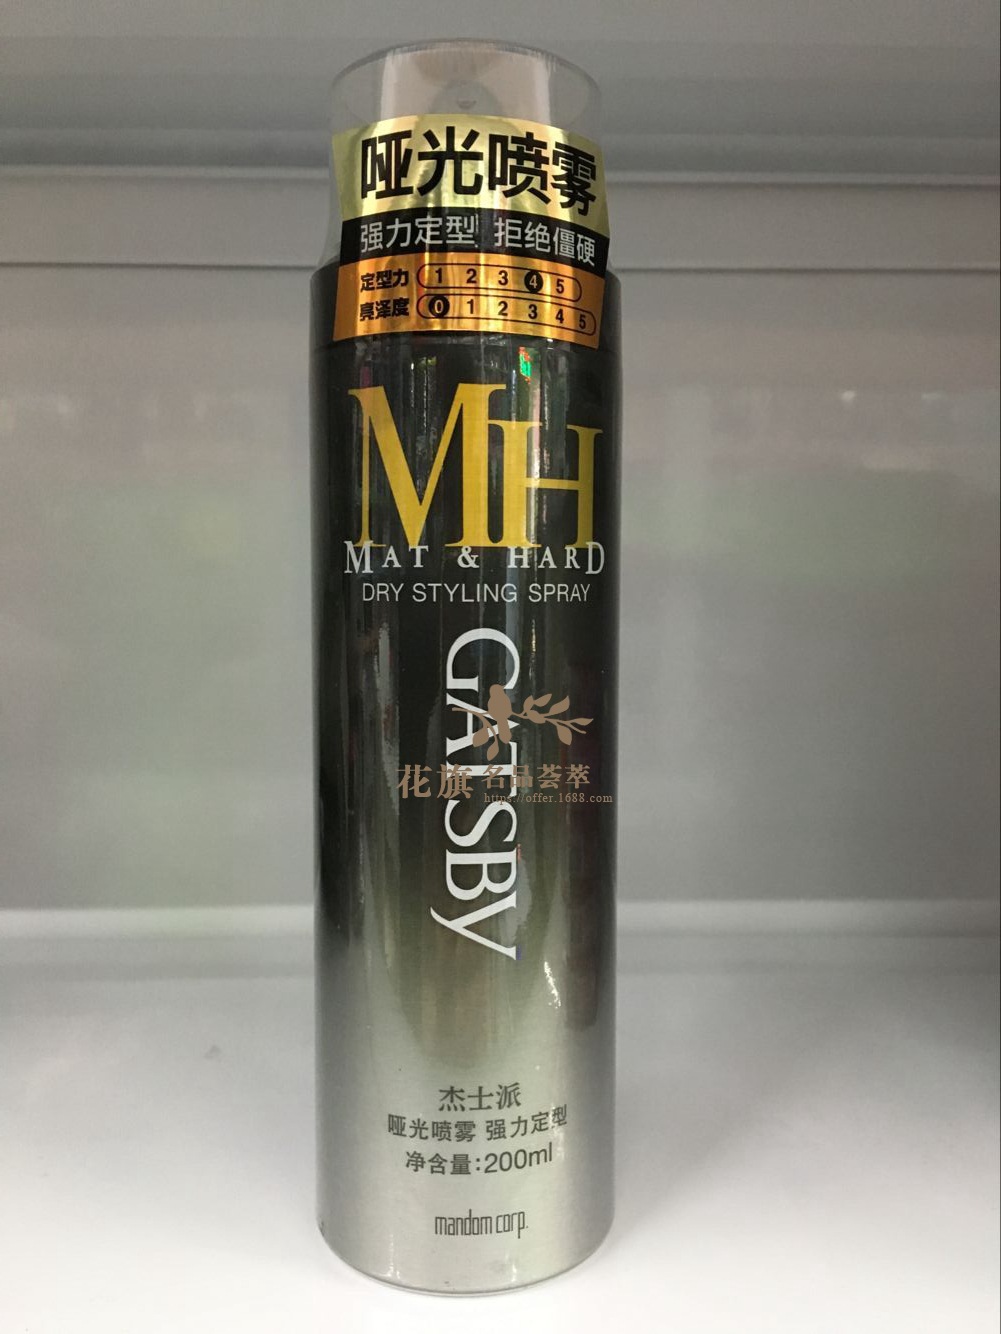 哑光喷雾
强力定型 拒绝僵硬
定型力 1 2 3 4 5
亮泽度 0 1 2 3 4 5
MH
MAT & HARD
DRY STYLING SPRAY
GATSBY
花旗 名品荟萃
https://offer.1688.com
杰士派
哑光喷雾 强力定型
净含量:200ml
mandom corp.